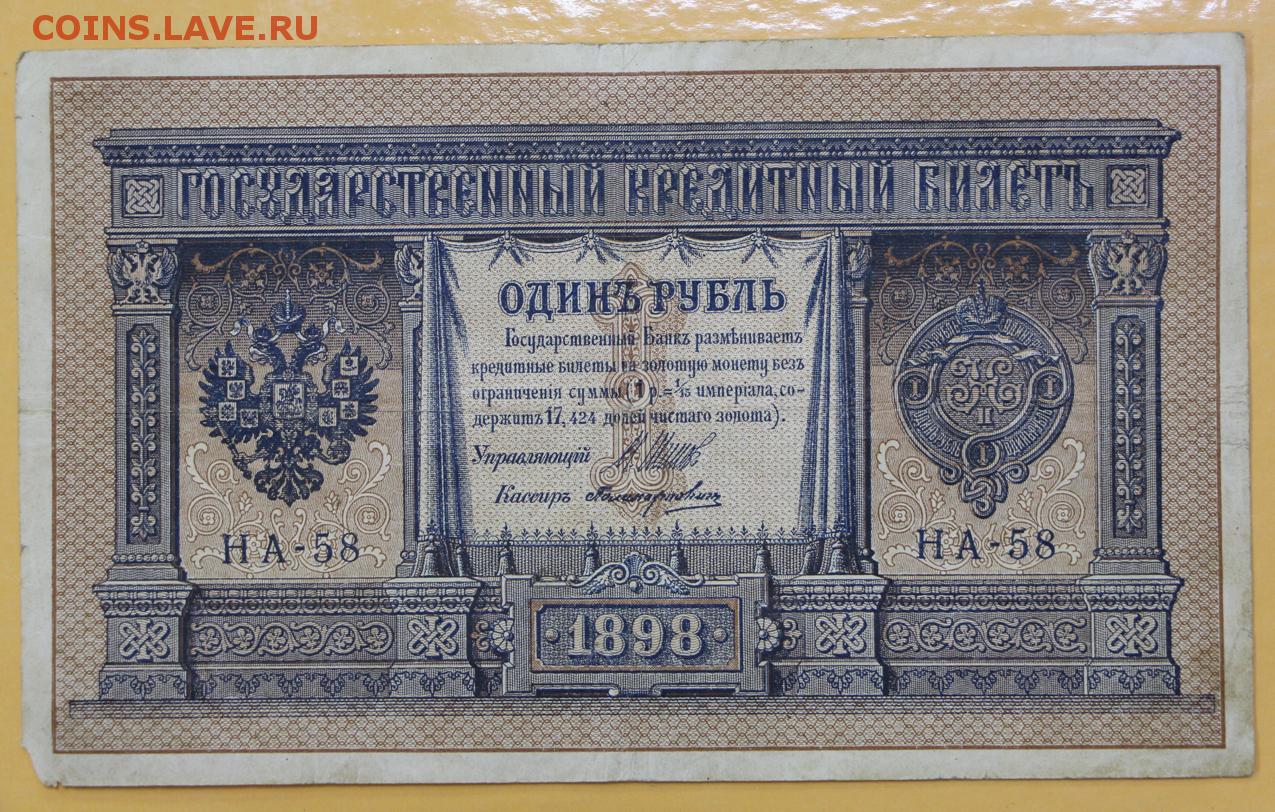 COINS.LAVE.RU
ГОСУДАРСТВЕННЫЙ КРЕДИТНЫЙ БИЛЕТЪ
ОДИНЪ РУБЛЬ
Государственный Банкъ размѣниваетъ
кредитные билеты на золотую монету безъ
ограниченія суммы (1 р.= 1/15 имперіала, со-
держитъ 17,424 долей чистаго золота).
Управляющій
Кассиръ
НА-58
НА-58
1898